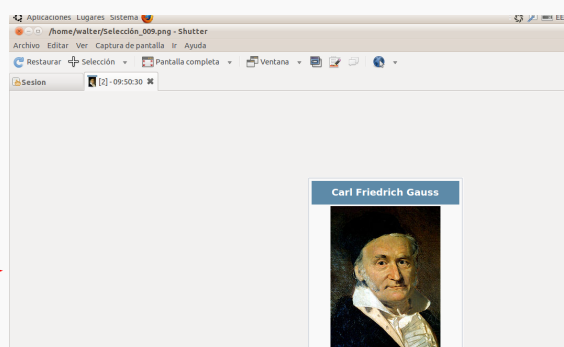 Aplicaciones Lugares Sistema
/home/walter/Selección_009.png - Shutter
Archivo Editar Ver Captura de pantalla Ir Ayuda
Restaurar Selección Pantalla completa Ventana
Sesion [2] - 09:50:30
Carl Friedrich Gauss